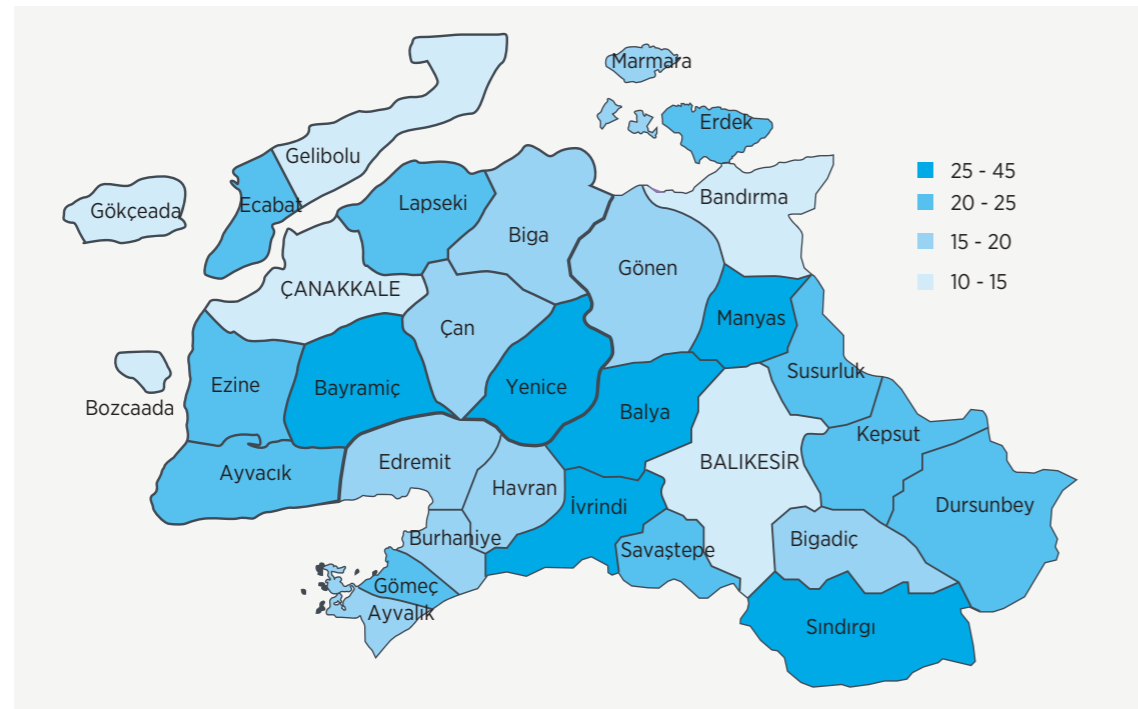 Marmara
Erdek
Gelibolu
25 - 45
20 - 25
15 - 20
10 - 15
Gökçeada
Ecabat
Lapseki
Bandırma
Biga
Gönen
ÇANAKKALE
Manyas
Çan
Ezine
Bayramiç
Yenice
Susurluk
Bozcaada
Balya
Kepsut
Ayvacık
Edremit
BALIKESİR
Havran
İvrindi
Dursunbey
Burhaniye
Savaştepe
Bigadiç
Gömeç
Ayvalık
Sındırgı